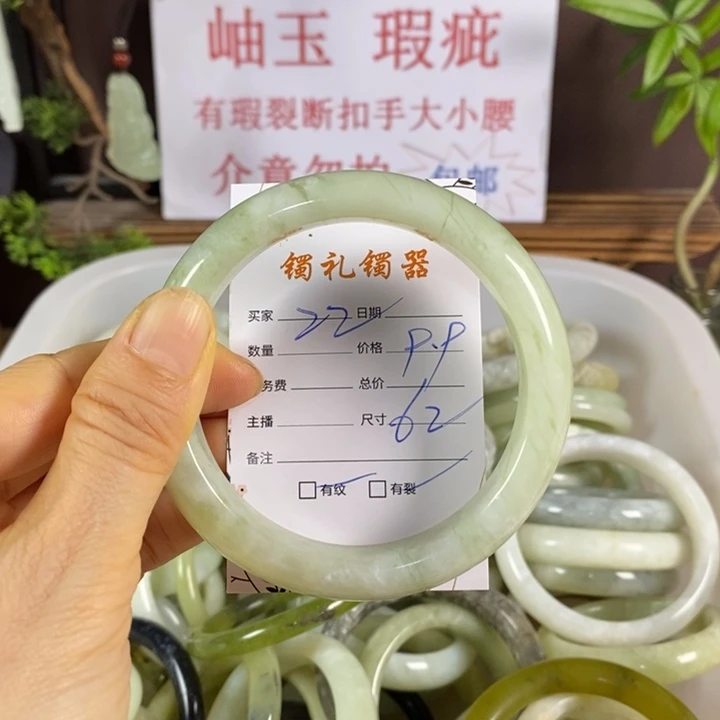 岫玉 瑕疵
有瑕裂断扣手大小腰
介意勿拍 包邮
镯礼镯器
买家 22 日期
数量 价格 9.9
务费 总价
主播 尺寸 62
备注
有纹 有裂